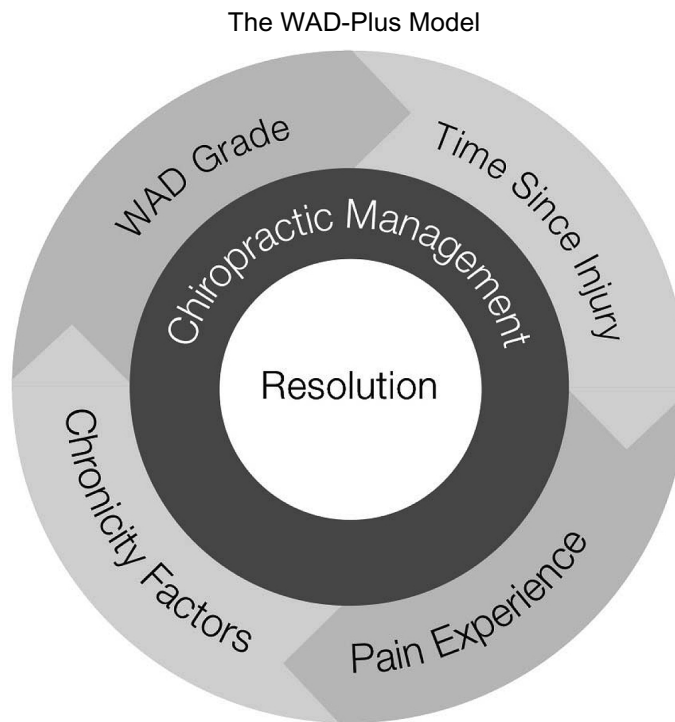 The WAD-Plus Model
WAD Grade
Time Since Injury
Chiropractic Management
Resolution
Chronicity Factors
Pain Experience